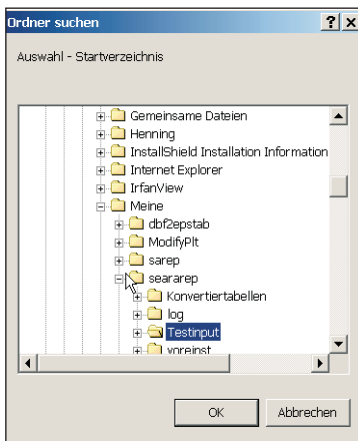 Ordner suchen
Auswahl - Startverzeichnis
Gemeinsame Dateien
Henning
InstallShield Installation Information
Internet Explorer
IrfanView
Meine
dbf2epstab
ModifyPlt
sarep
seararep
Konvertiertabellen
log
Testinput
voreinst
OK
Abbrechen